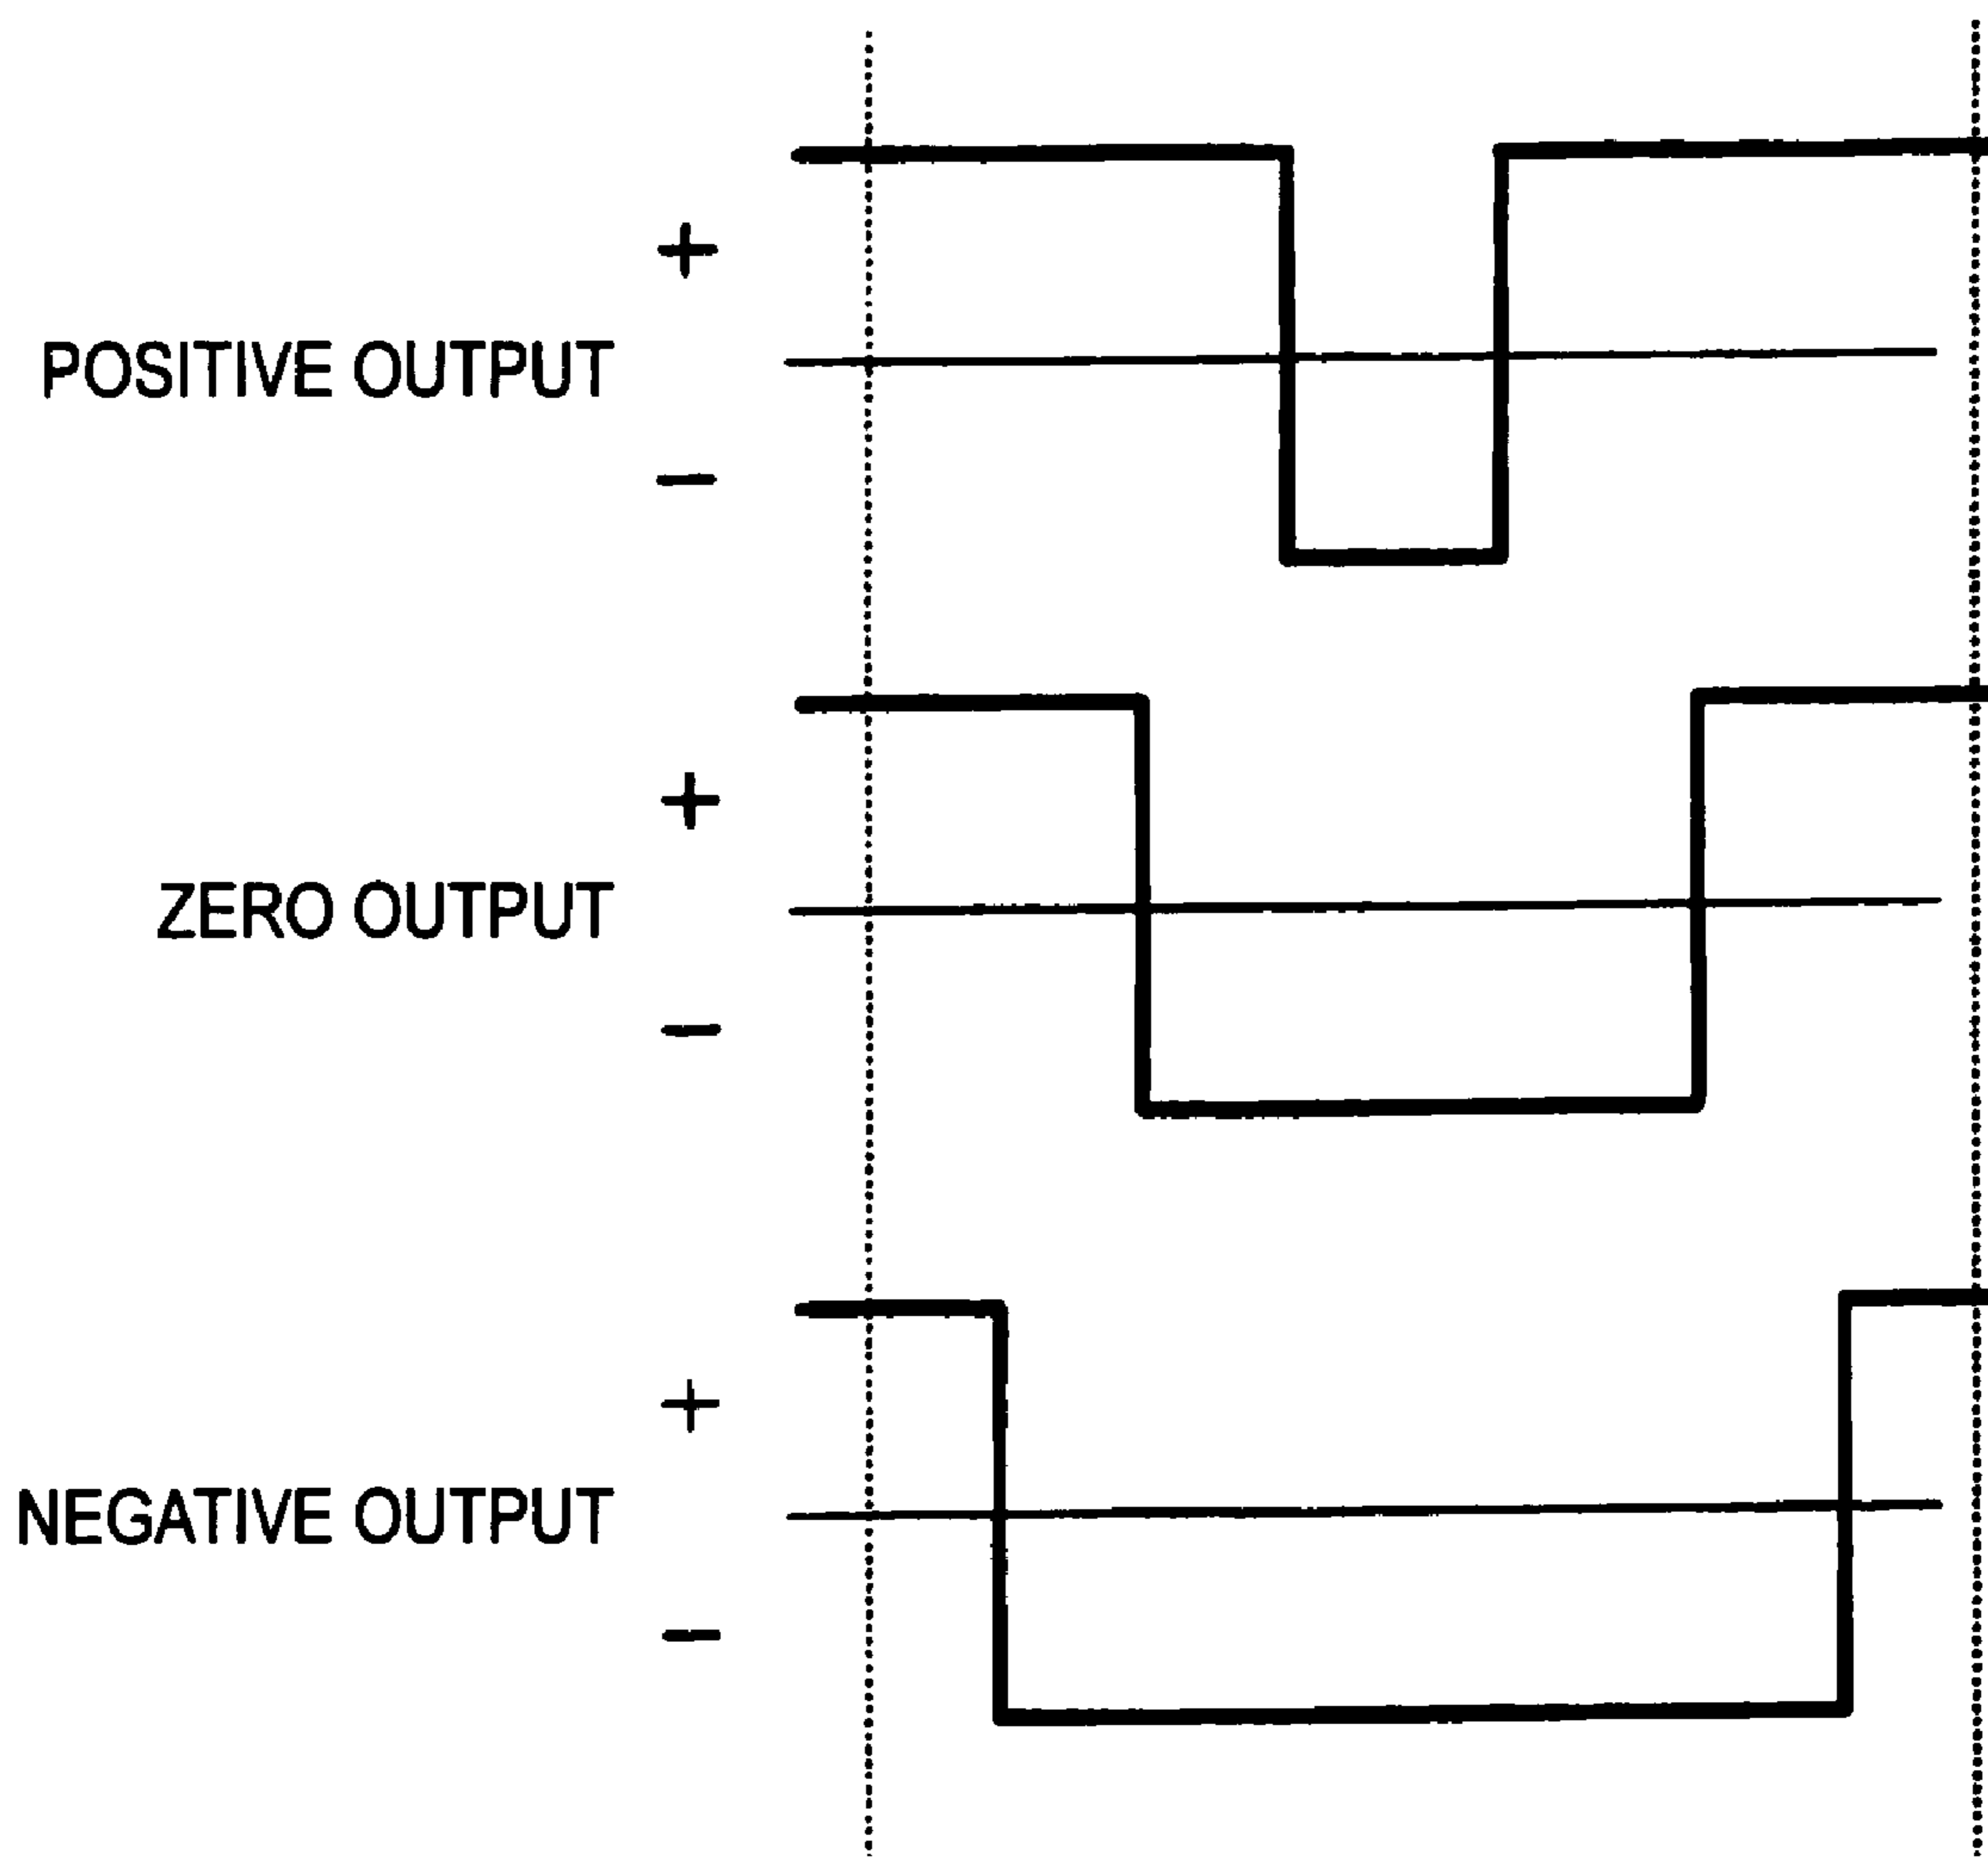 +
POSITIVE OUTPUT
−
+
ZERO OUTPUT
−
+
NEGATIVE OUTPUT
−